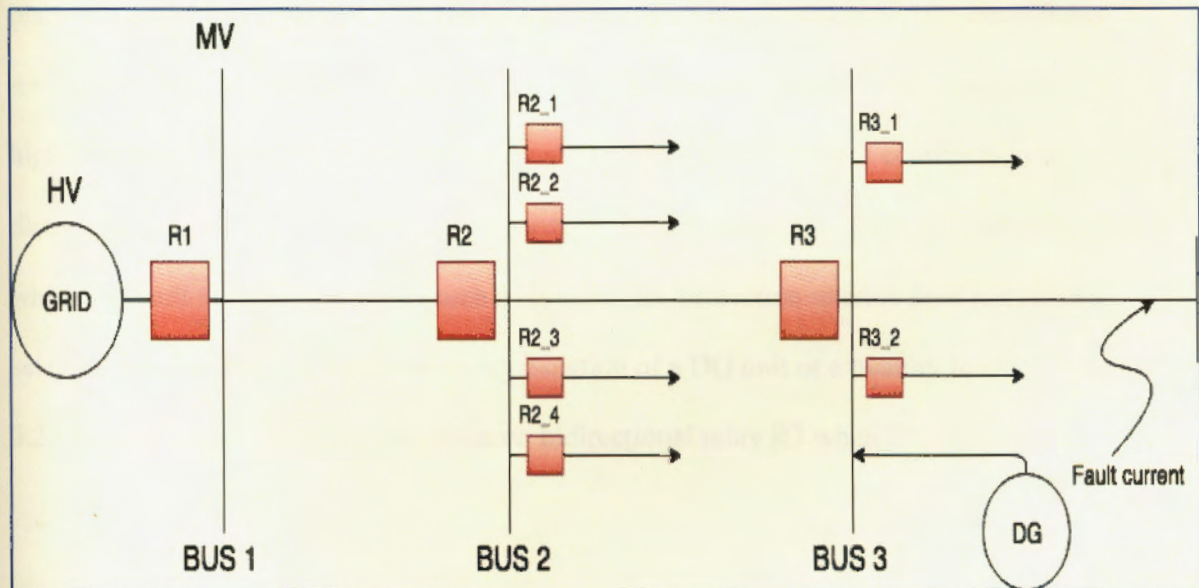 MV
R2_1
R3_1
HV
R2_2
R1
R2
R3
GRID
R2_3
R3_2
R2_4
Fault current
DG
BUS 1
BUS 2
BUS 3